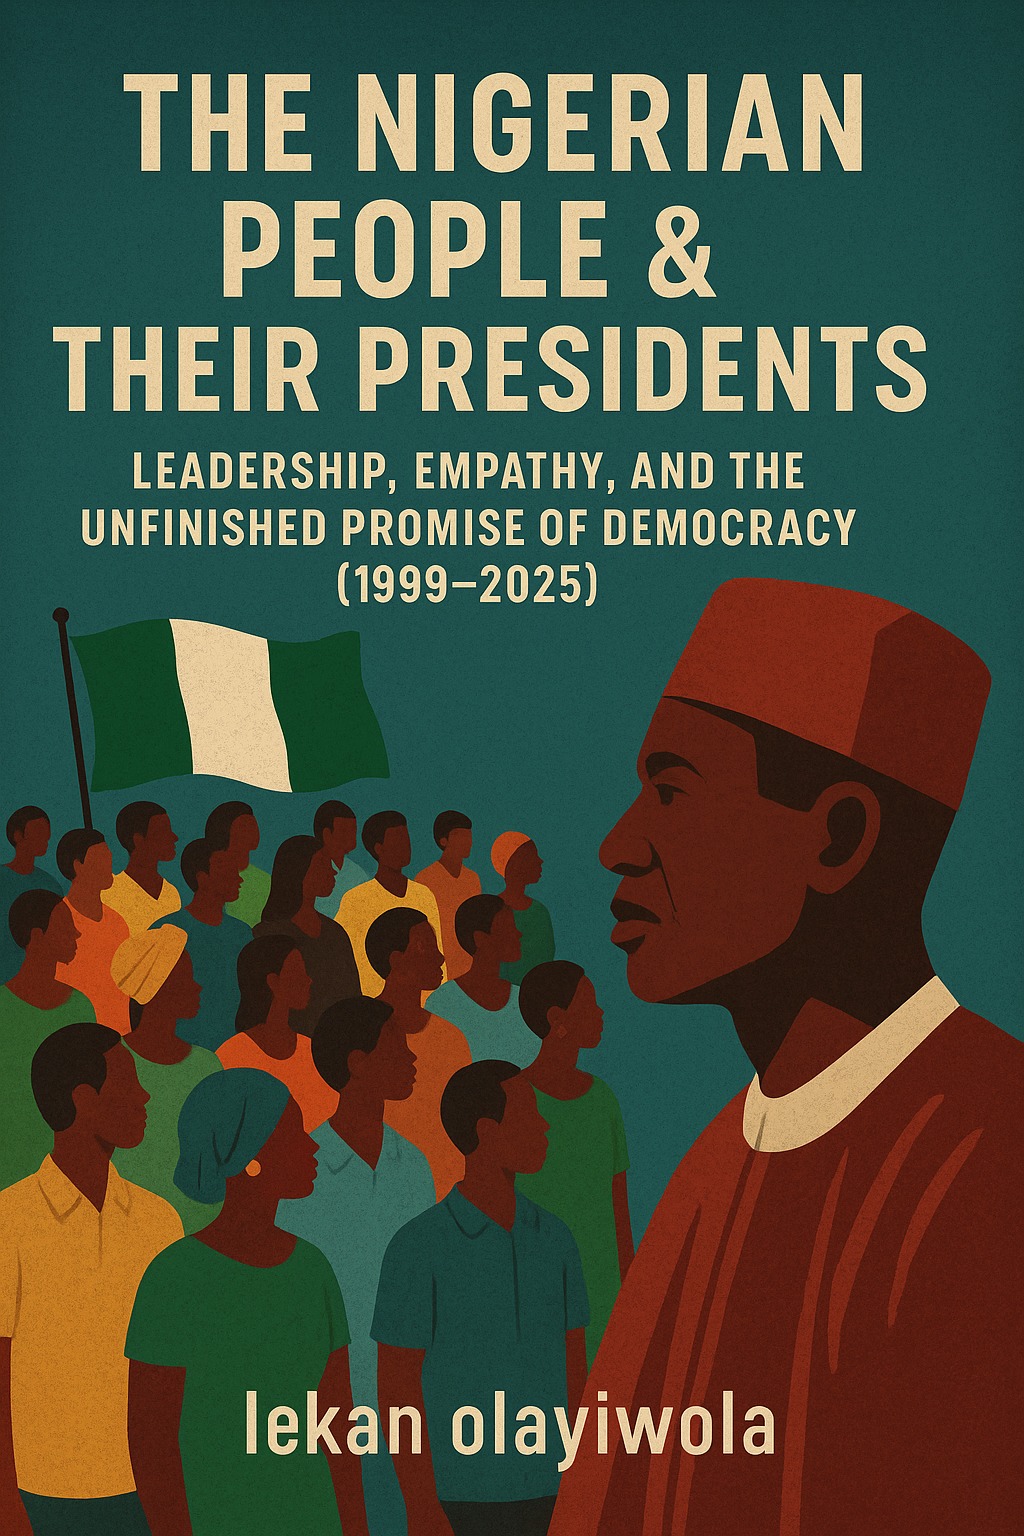 THE NIGERIAN
PEOPLE &
THEIR PRESIDENTS
LEADERSHIP, EMPATHY, AND THE
UNFINISHED PROMISE OF DEMOCRACY
(1999–2025)
lekan olayiwola